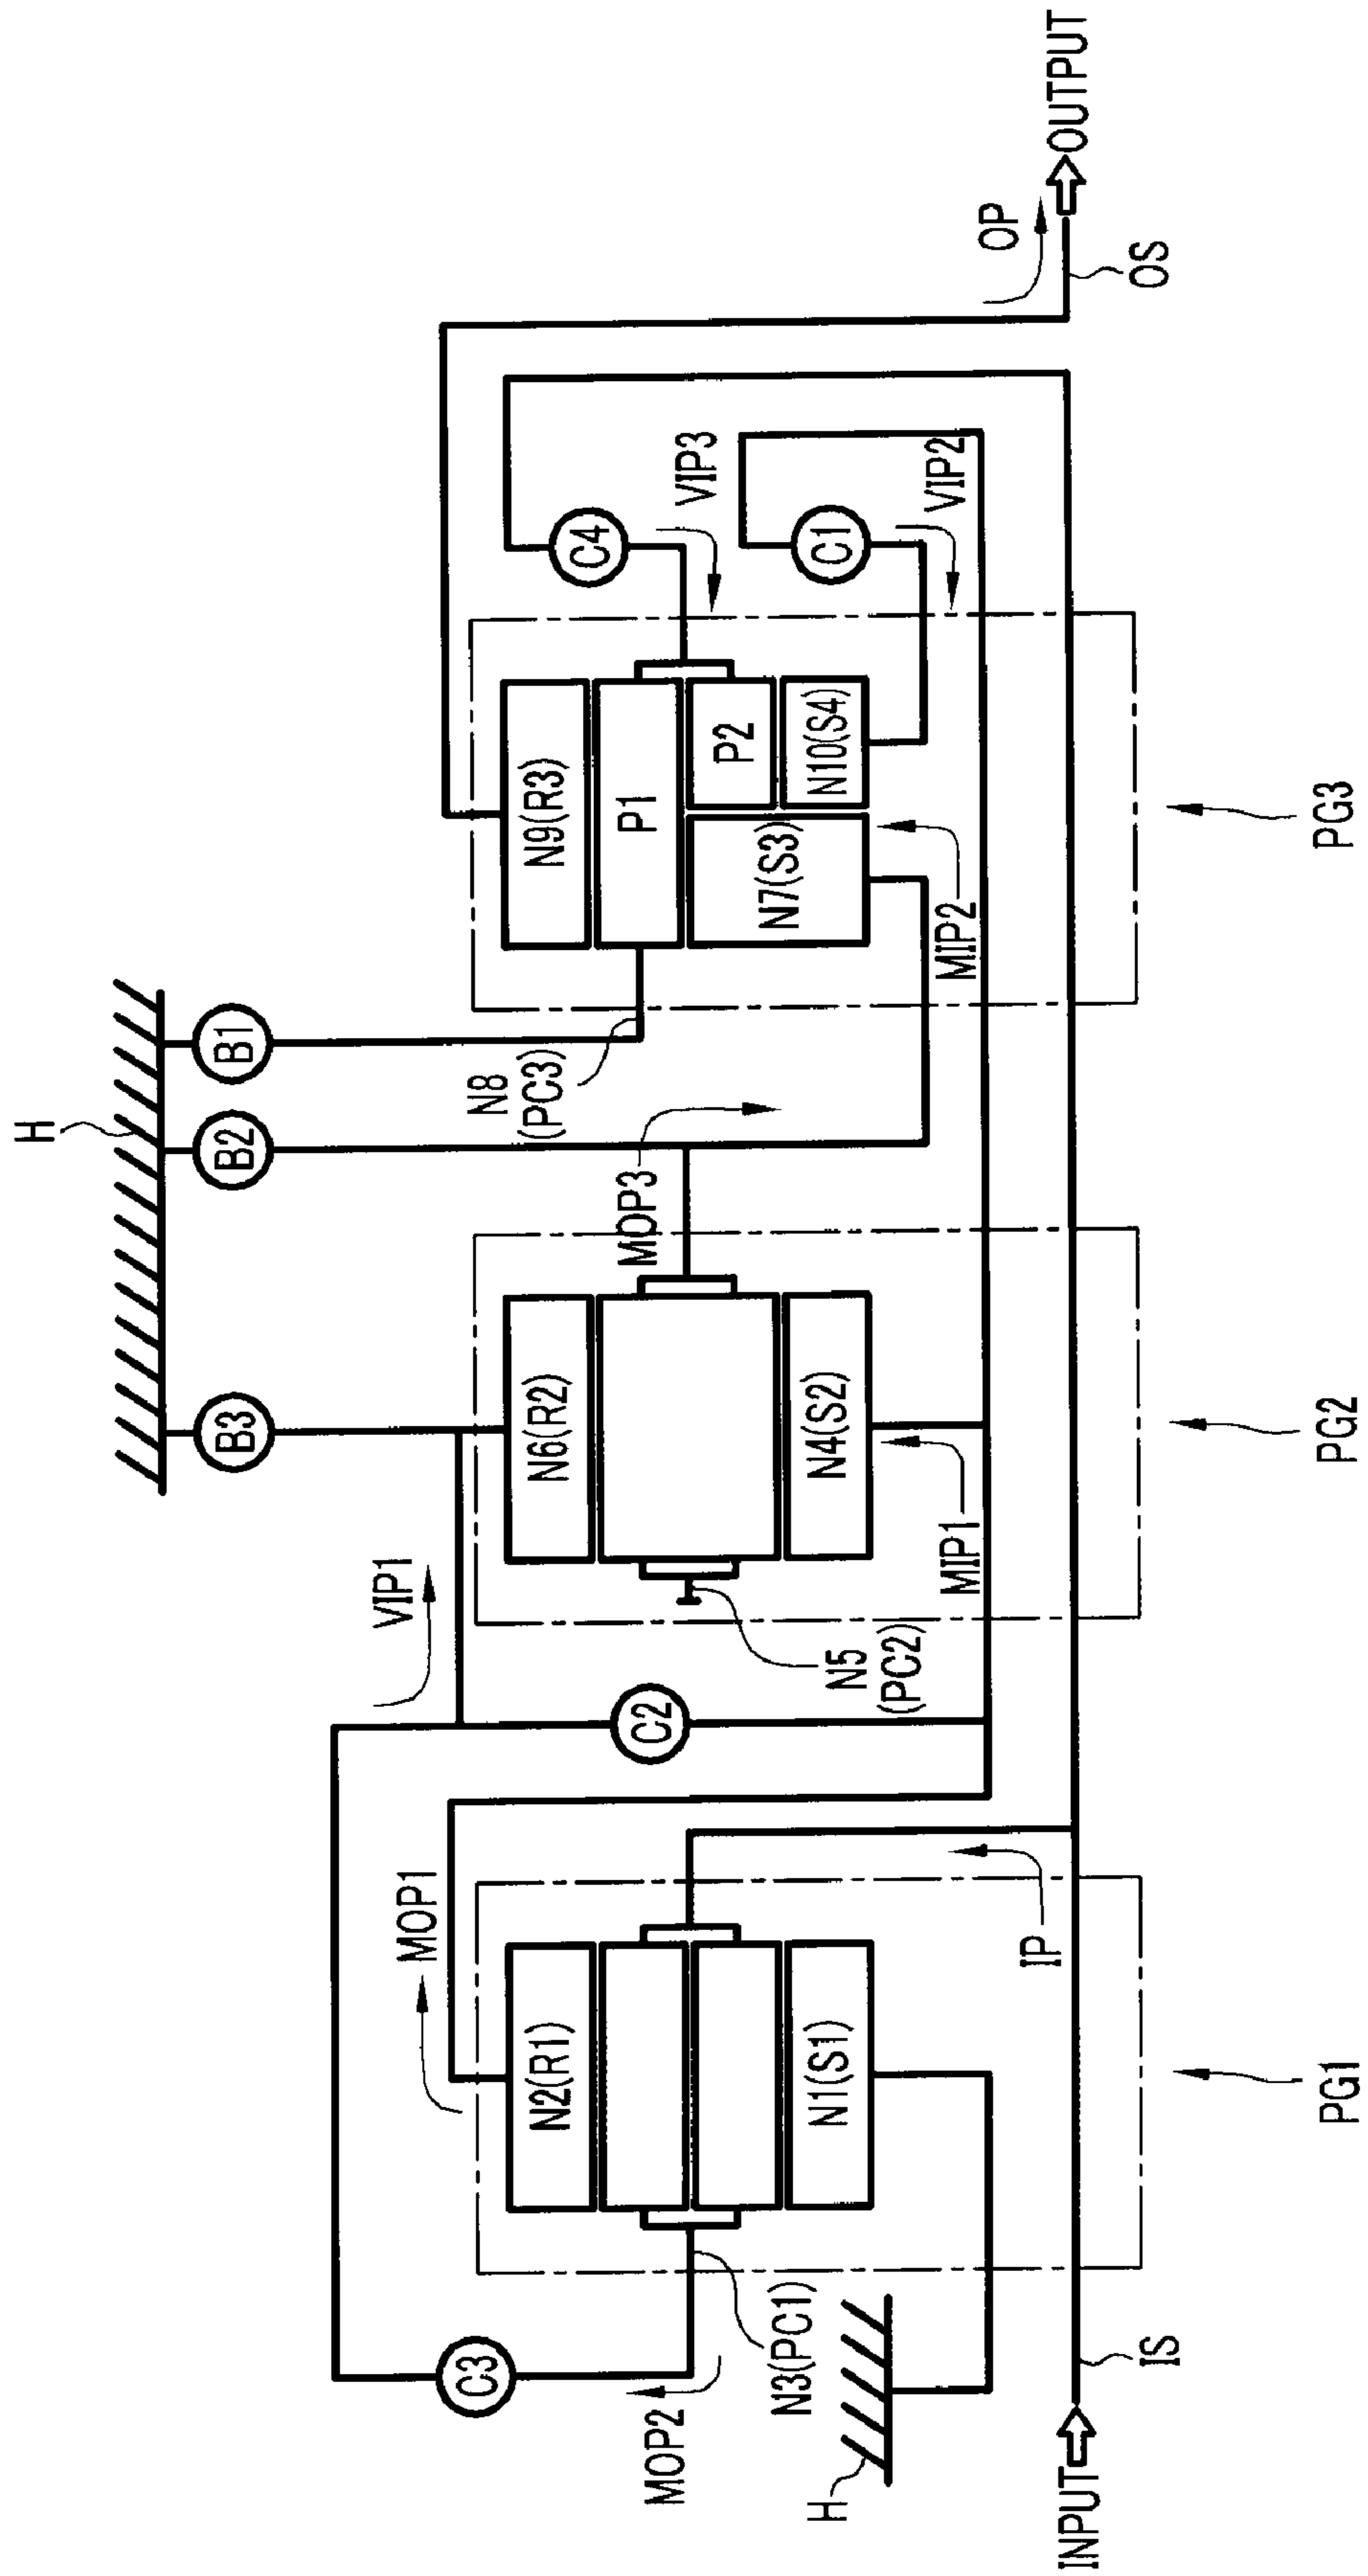 H
B3
B2
B1
VIP1
MOP1
C3
C2
MOP2
N2(R1)
N1(S1)
N3(PC1)
H
N6(R2)
N4(S2)
N5
(PC2)
MIP1
MOP3
N8
(PC3)
N9(R3)
P1
P2
N7(S3)
N10(S4)
MIP2
C4
C1
VIP3
VIP2
IP
INPUT
IS
OP
OS
OUTPUT
PG1
PG2
PG3